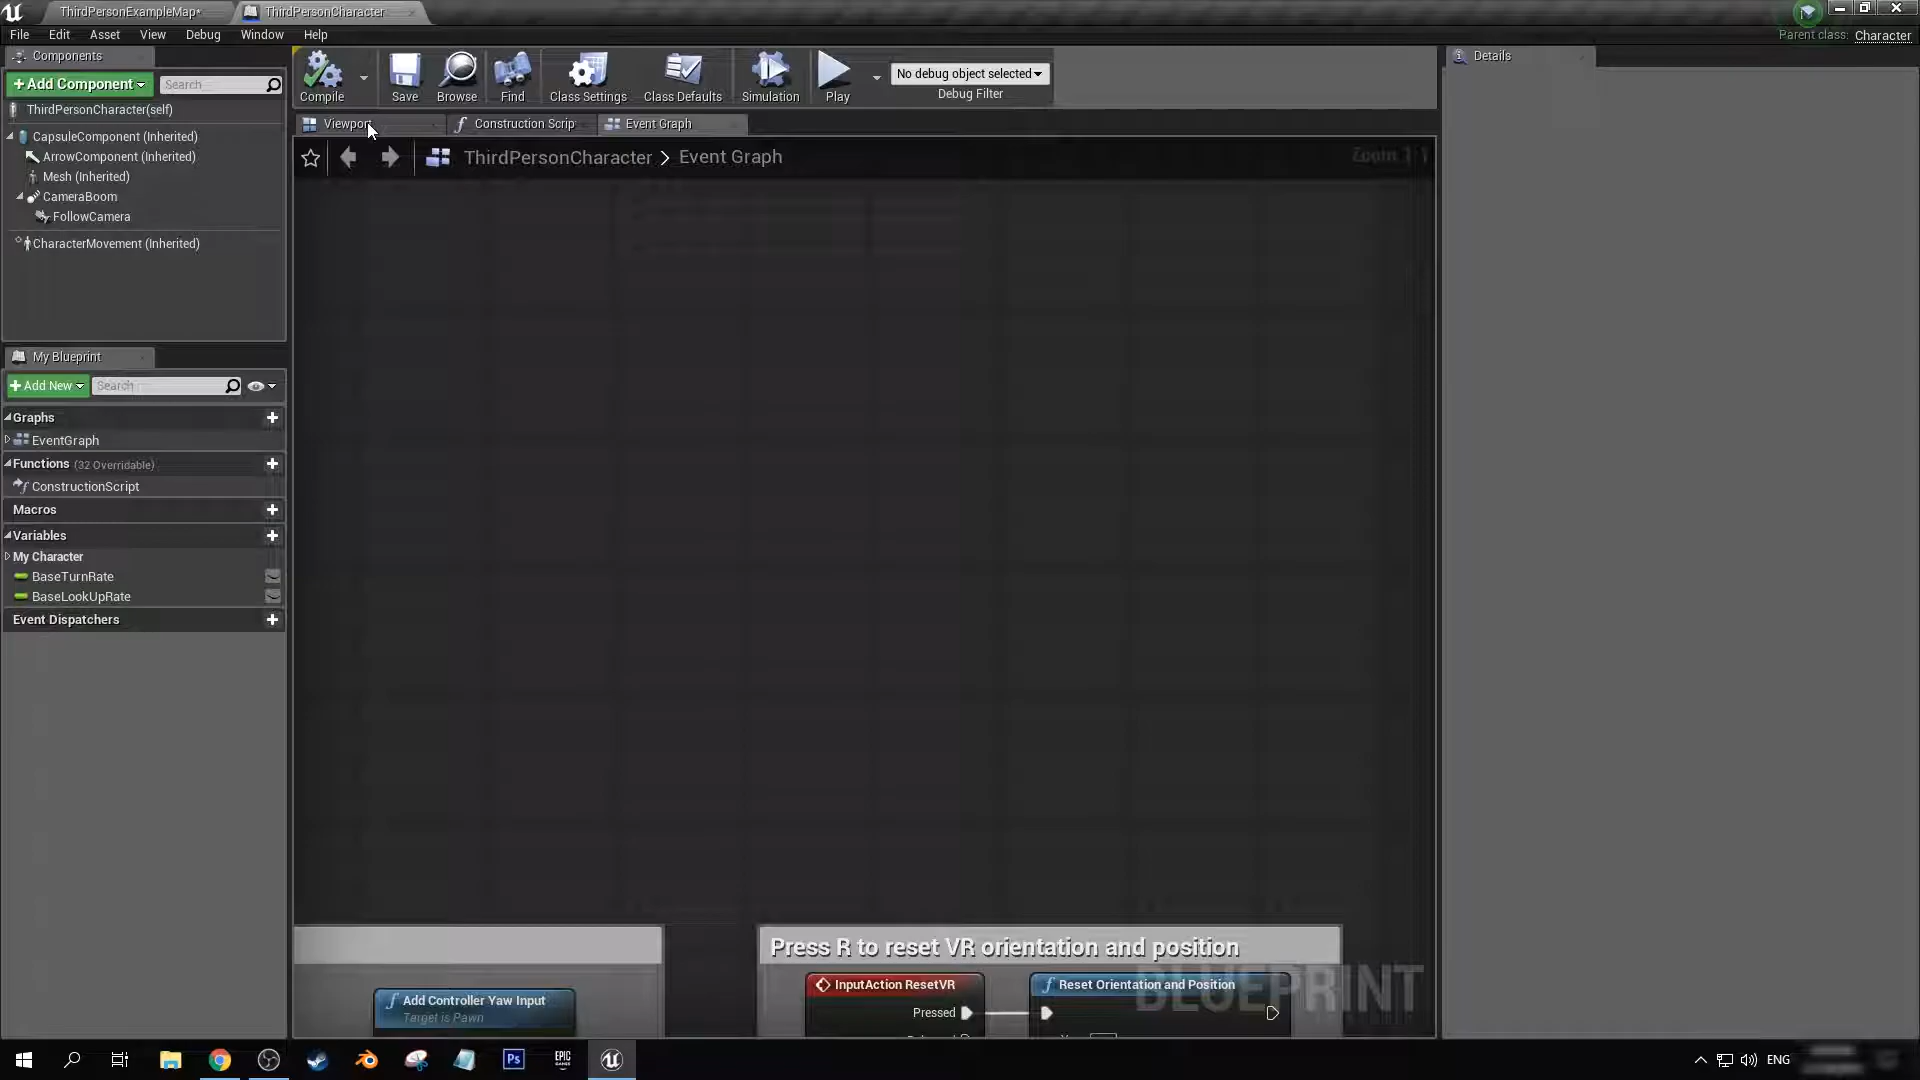 ThirdPersonExampleMap*
ThirdPersonCharacter
File Edit Asset View Debug Window Help
Parent class: Character
Components
+ Add Component
Search
ThirdPersonCharacter(self)
CapsuleComponent (Inherited)
ArrowComponent (Inherited)
Mesh (Inherited)
CameraBoom
FollowCamera
CharacterMovement (Inherited)
Compile
Save
Browse
Find
Class Settings
Class Defaults
Simulation
Play
No debug object selected
Debug Filter
Details
Viewport
Construction Scrip
Event Graph
ThirdPersonCharacter > Event Graph
Zoom 1:1
My Blueprint
+ Add New
Search
Graphs
EventGraph
Functions (32 Overridable)
ConstructionScript
Macros
Variables
My Character
BaseTurnRate
BaseLookUpRate
Event Dispatchers
Add Controller Yaw Input
Target is Pawn
Press R to reset VR orientation and position
InputAction ResetVR
Pressed
Reset Orientation and Position
BLUEPRINT
Ps
EPIC
GAMES
ENG